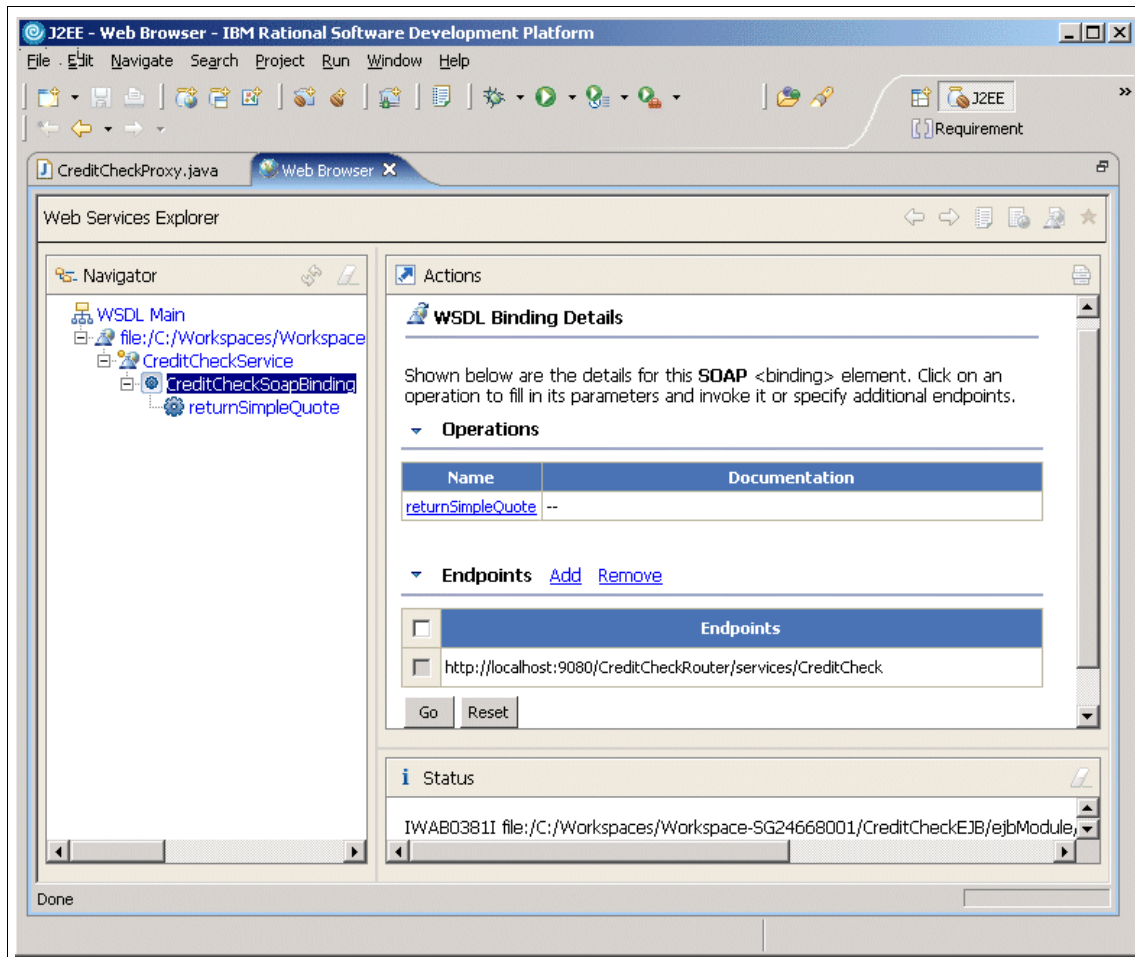 J2EE - Web Browser - IBM Rational Software Development Platform
File Edit Navigate Search Project Run Window Help
J2EE
Requirement
CreditCheckProxy.java Web Browser
Web Services Explorer
Navigator
WSDL Main
file:/C:/Workspaces/Workspace
CreditCheckService
CreditCheckSoapBinding
returnSimpleQuote
Actions
WSDL Binding Details
Shown below are the details for this SOAP <binding> element. Click on an
operation to fill in its parameters and invoke it or specify additional endpoints.
Operations
Name Documentation
returnSimpleQuote --
Endpoints Add Remove
Endpoints
http://localhost:9080/CreditCheckRouter/services/CreditCheck
Go Reset
i Status
IWAB0381I file:/C:/Workspaces/Workspace-SG24668001/CreditCheckEJB/ejbModule/
Done